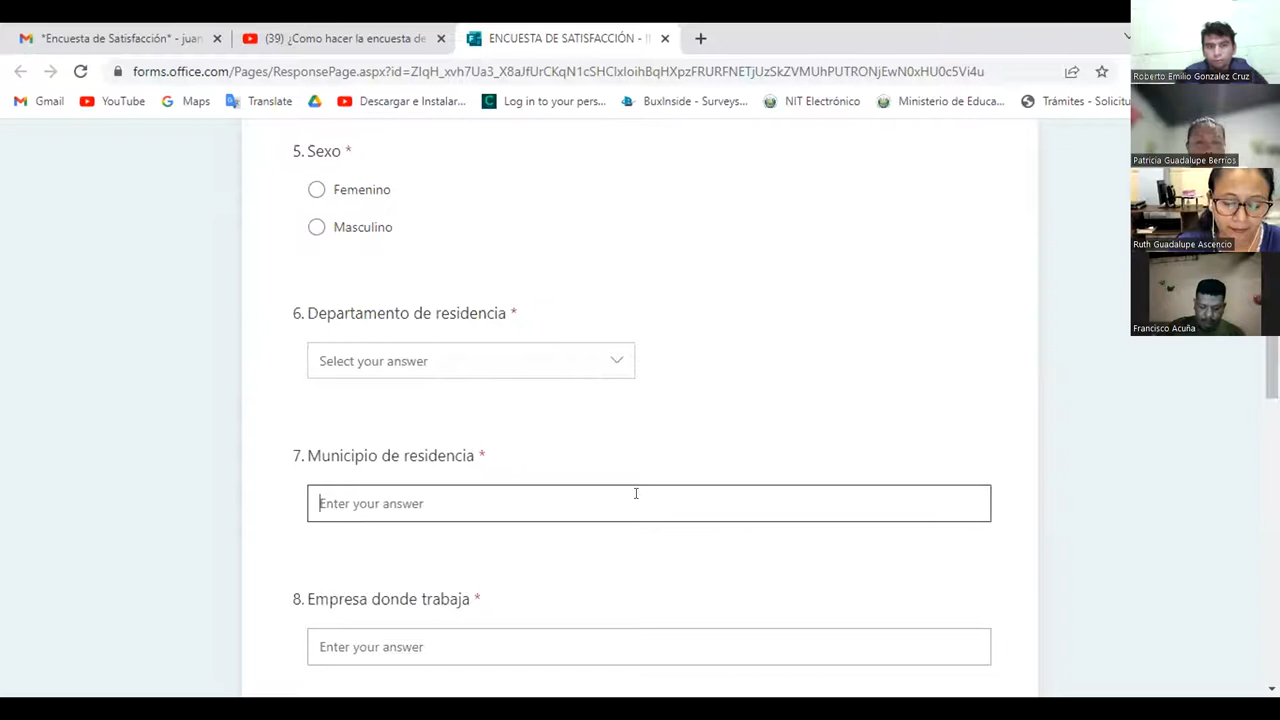 *Encuesta de Satisfacción* - juan
(39) ¿Como hacer la encuesta de
ENCUESTA DE SATISFACCIÓN - 
forms.office.com/Pages/ResponsePage.aspx?id=
Gmail
YouTube
Maps
Translate
Descargar e Instalar...
Log in to your pers...
BuxInside - Surveys...
NIT Electrónico
Ministerio de Educa...
Trámites - Solicitu
5. Sexo *
Femenino
Masculino
6. Departamento de residencia *
Select your answer
7. Municipio de residencia *
Enter your answer
8. Empresa donde trabaja *
Enter your answer
Roberto Emilio Gonzalez Cruz
Patricia Guadalupe Berríos
Ruth Guadalupe Ascencio
Francisco Acuña